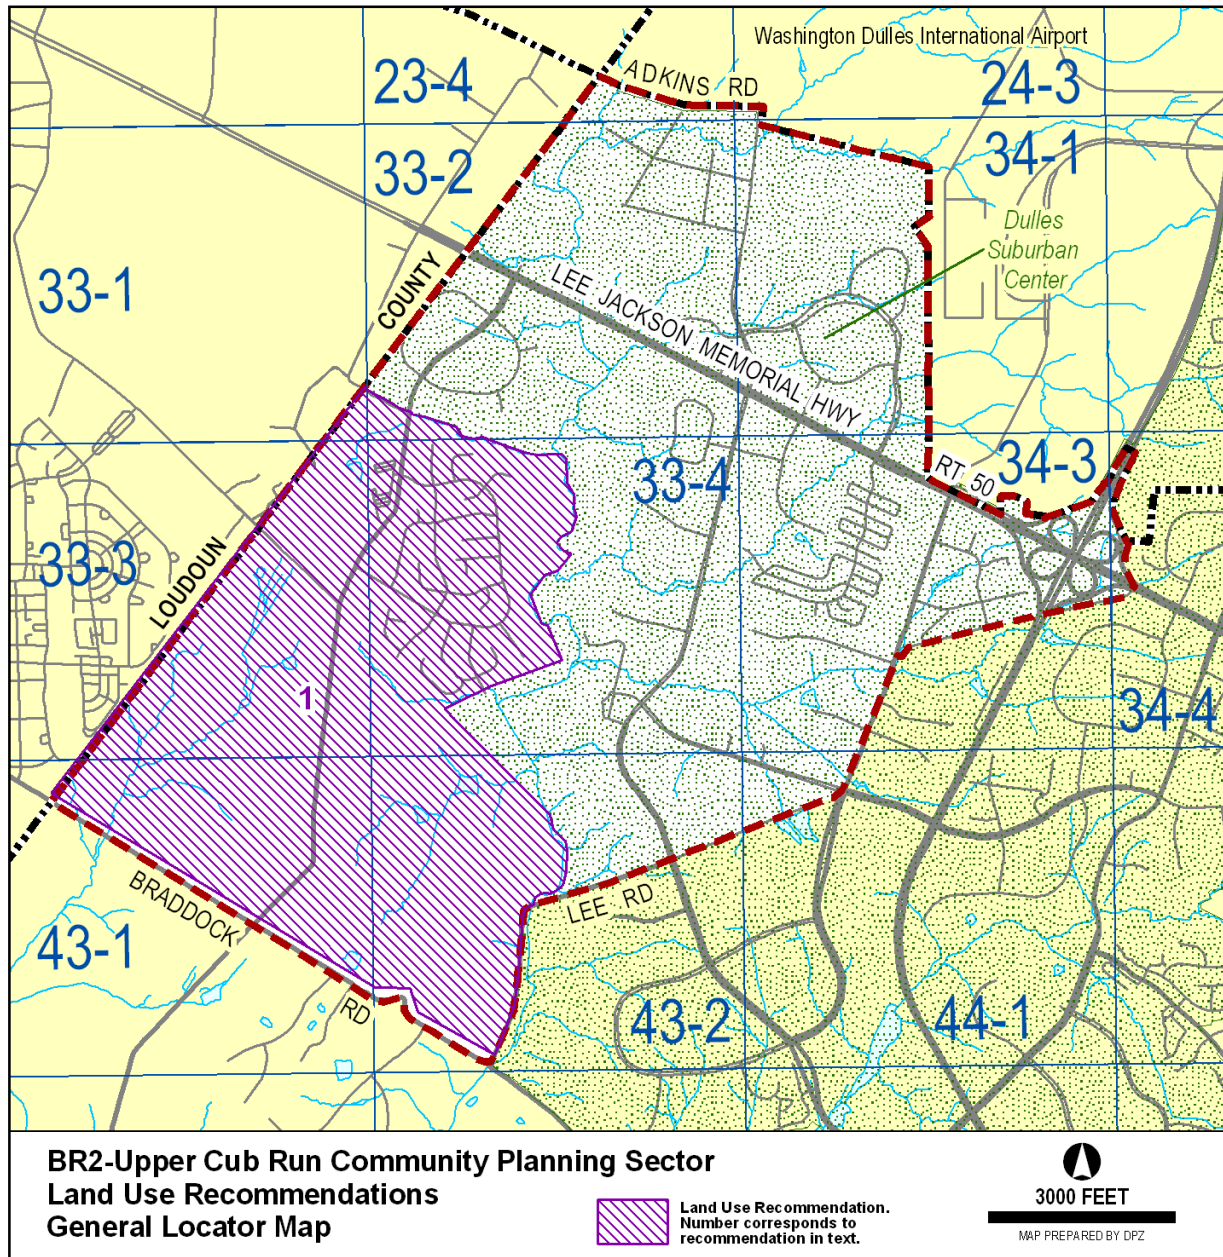 Washington Dulles International Airport
ADKINS RD
23-4
24-3
33-2
34-1
Dulles
Suburban
Center
33-1
COUNTY
LEE JACKSON MEMORIAL HWY
RT 50
34-3
33-4
33-3
LOUDOUN
1
34-4
BRADDOCK
RD
LEE RD
43-1
43-2
44-1
BR2-Upper Cub Run Community Planning Sector
Land Use Recommendations
General Locator Map
Land Use Recommendation.
Number corresponds to
recommendation in text.
3000 FEET
MAP PREPARED BY DPZ